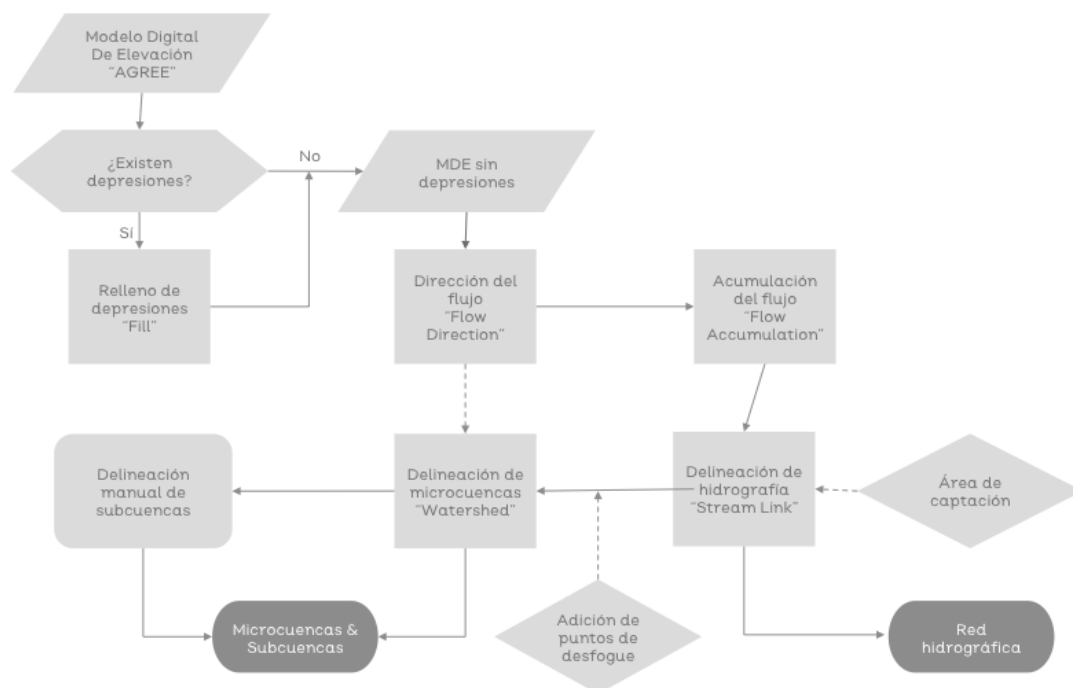 Modelo Digital
De Elevación
"AGREE"
¿Existen
depresiones?
No
MDE sin
depresiones
Sí
Relleno de
depresiones
"Fill"
Dirección del
flujo
"Flow
Direction"
Acumulación
del flujo
"Flow
Accumulation"
Delineación
manual de
subcuencas
Delineación de
microcuencas
"Watershed"
Delineación de
hidrografía
"Stream Link"
Área de
captación
Microcuencas &
Subcuencas
Adición de
puntos de
desfogue
Red
hidrográfica